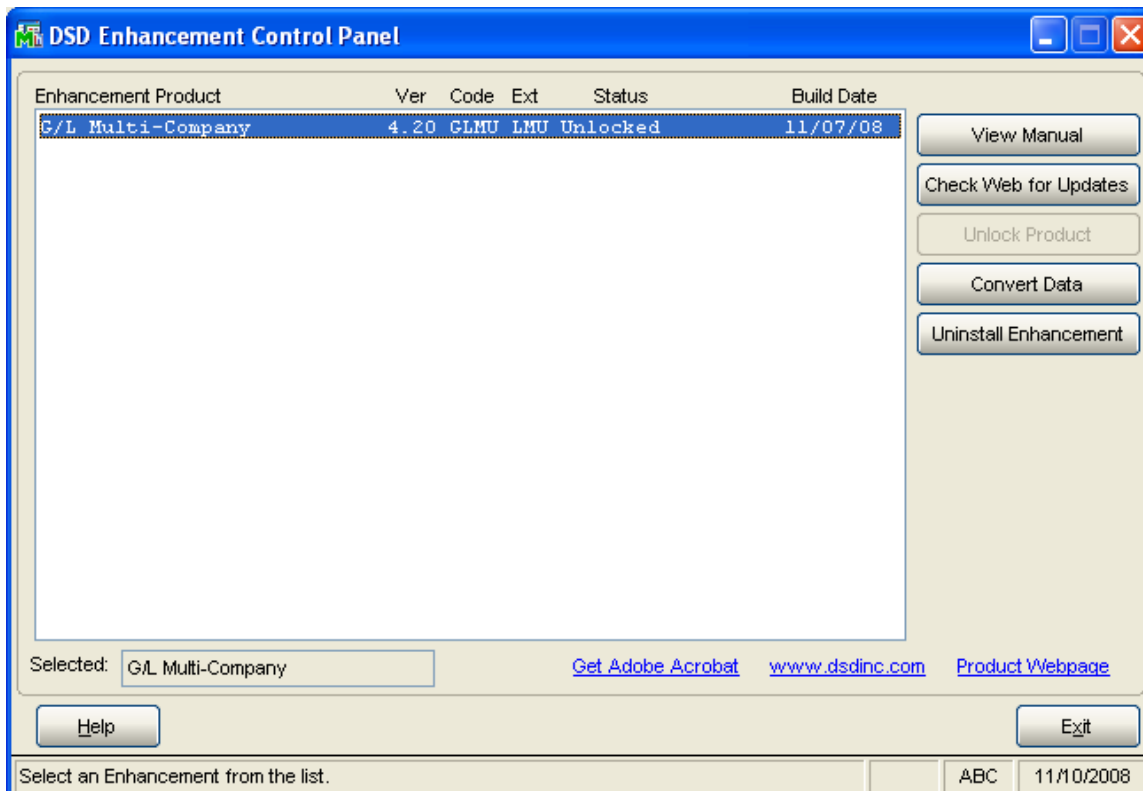 DSD Enhancement Control Panel
Enhancement Product Ver Code Ext Status Build Date
G/L Multi-Company 4.20 GLMU LMU Unlocked 11/07/08
View Manual
Check Web for Updates
Unlock Product
Convert Data
Uninstall Enhancement
Selected: G/L Multi-Company Get Adobe Acrobat www.dsdinc.com Product Webpage
Help Exit
Select an Enhancement from the list. ABC 11/10/2008